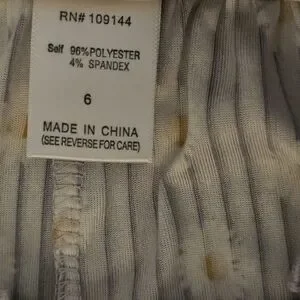 RN# 109144
Self 96%POLYESTER
4% SPANDEX
6
MADE IN CHINA
(SEE REVERSE FOR CARE)